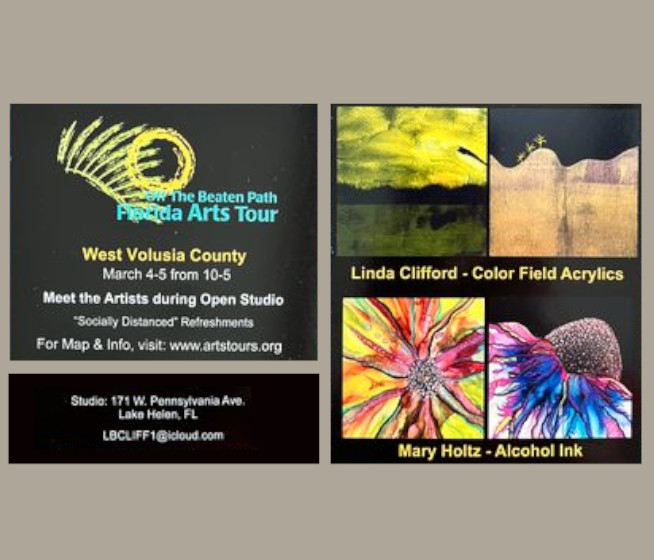 Off The Beaten Path
Florida Arts Tour
West Volusia County
March 4-5 from 10-5
Meet the Artists during Open Studio
"Socially Distanced" Refreshments
For Map & Info, visit: www.artstours.org
Studio: 171 W. Pennsylvania Ave.
Lake Helen, FL
LBCLIFF1@icloud.com
Linda Clifford - Color Field Acrylics
Mary Holtz - Alcohol Ink